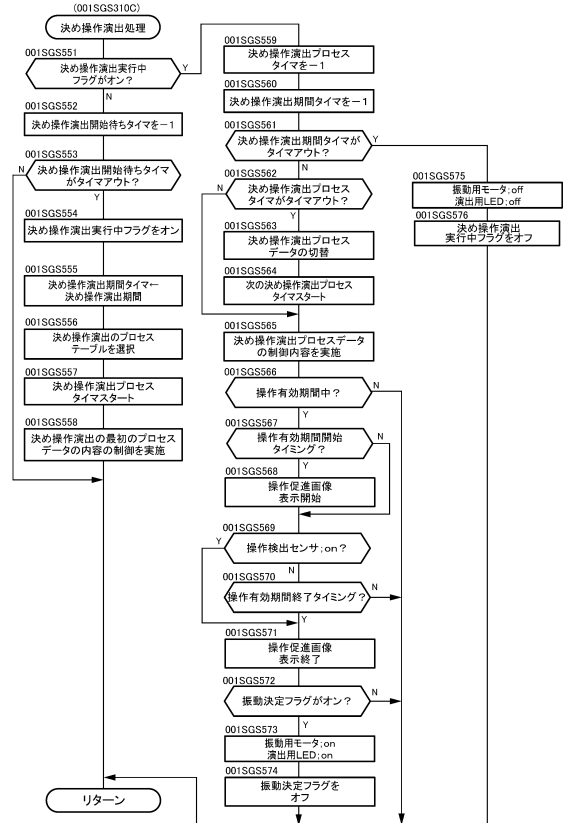 (001SGS310C)
決め操作演出処理
001SGS551
決め操作演出実行中
フラグがオン？
Y
N
001SGS552
決め操作演出開始待ちタイマを－1
001SGS553
決め操作演出開始待ちタイマ
がタイマアウト？
N
Y
001SGS554
決め操作演出実行中フラグをオン
001SGS555
決め操作演出期間タイマ←
決め操作演出期間
001SGS556
決め操作演出のプロセス
テーブルを選択
001SGS557
決め操作演出プロセス
タイマスタート
001SGS558
決め操作演出の最初のプロセス
データの内容の制御を実施
リターン
001SGS559
決め操作演出プロセス
タイマを－1
001SGS560
決め操作演出期間タイマを－1
001SGS561
決め操作演出期間タイマが
タイマアウト？
Y
N
001SGS562
決め操作演出プロセス
タイマがタイマアウト？
N
Y
001SGS563
決め操作演出プロセス
データの切替
001SGS564
次の決め操作演出プロセス
タイマスタート
001SGS565
決め操作演出プロセスデータ
の制御内容を実施
001SGS566
操作有効期間中？
N
Y
001SGS567
操作有効期間開始
タイミング？
N
Y
001SGS568
操作促進画像
表示開始
001SGS569
操作検出センサ;on？
Y
N
001SGS570
操作有効期間終了タイミング？
N
Y
001SGS571
操作促進画像
表示終了
001SGS572
振動決定フラグがオン？
N
Y
001SGS573
振動用モータ;on
演出用LED;on
001SGS574
振動決定フラグを
オフ
001SGS575
振動用モータ;off
演出用LED;off
001SGS576
決め操作演出
実行中フラグをオフ